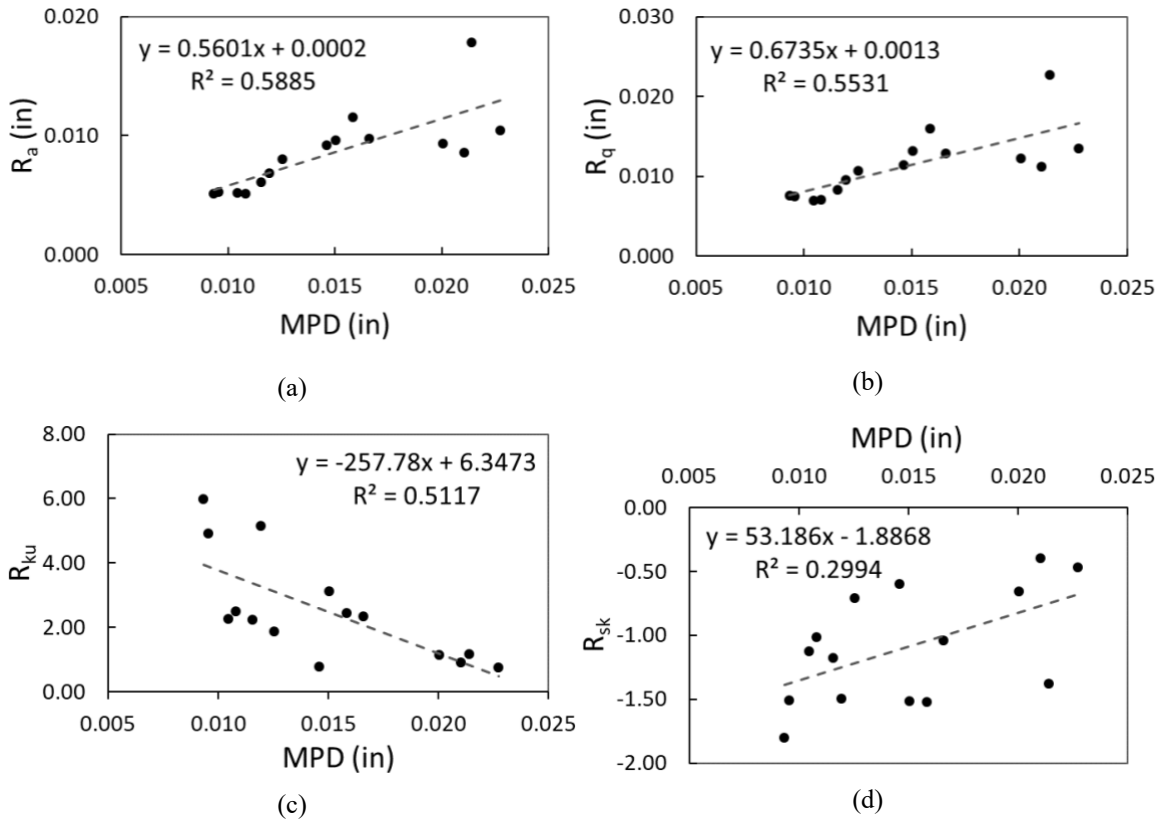 0.020
y = 0.5601x + 0.0002
R² = 0.5885
0.010
Rₐ (in)
0.000
0.005 0.010 0.015 0.020 0.025
MPD (in)
(a)
0.030
y = 0.6735x + 0.0013
R² = 0.5531
0.020
R_q (in)
0.010
0.000
0.005 0.010 0.015 0.020 0.025
MPD (in)
(b)
8.00
y = -257.78x + 6.3473
R² = 0.5117
6.00
R_ku
4.00
2.00
0.00
0.005 0.010 0.015 0.020 0.025
MPD (in)
(c)
MPD (in)
0.005 0.010 0.015 0.020 0.025
0.00
y = 53.186x - 1.8868
R² = 0.2994
-0.50
R_sk
-1.00
-1.50
-2.00
(d)